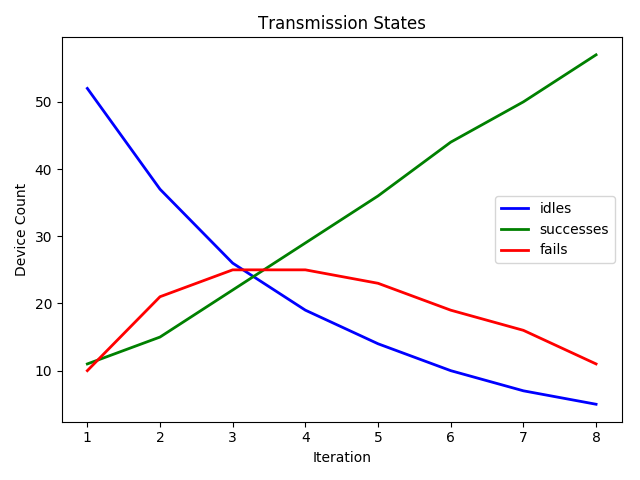 Transmission States
Device Count
50
40
30
20
10
idles
successes
fails
1 2 3 4 5 6 7 8
Iteration